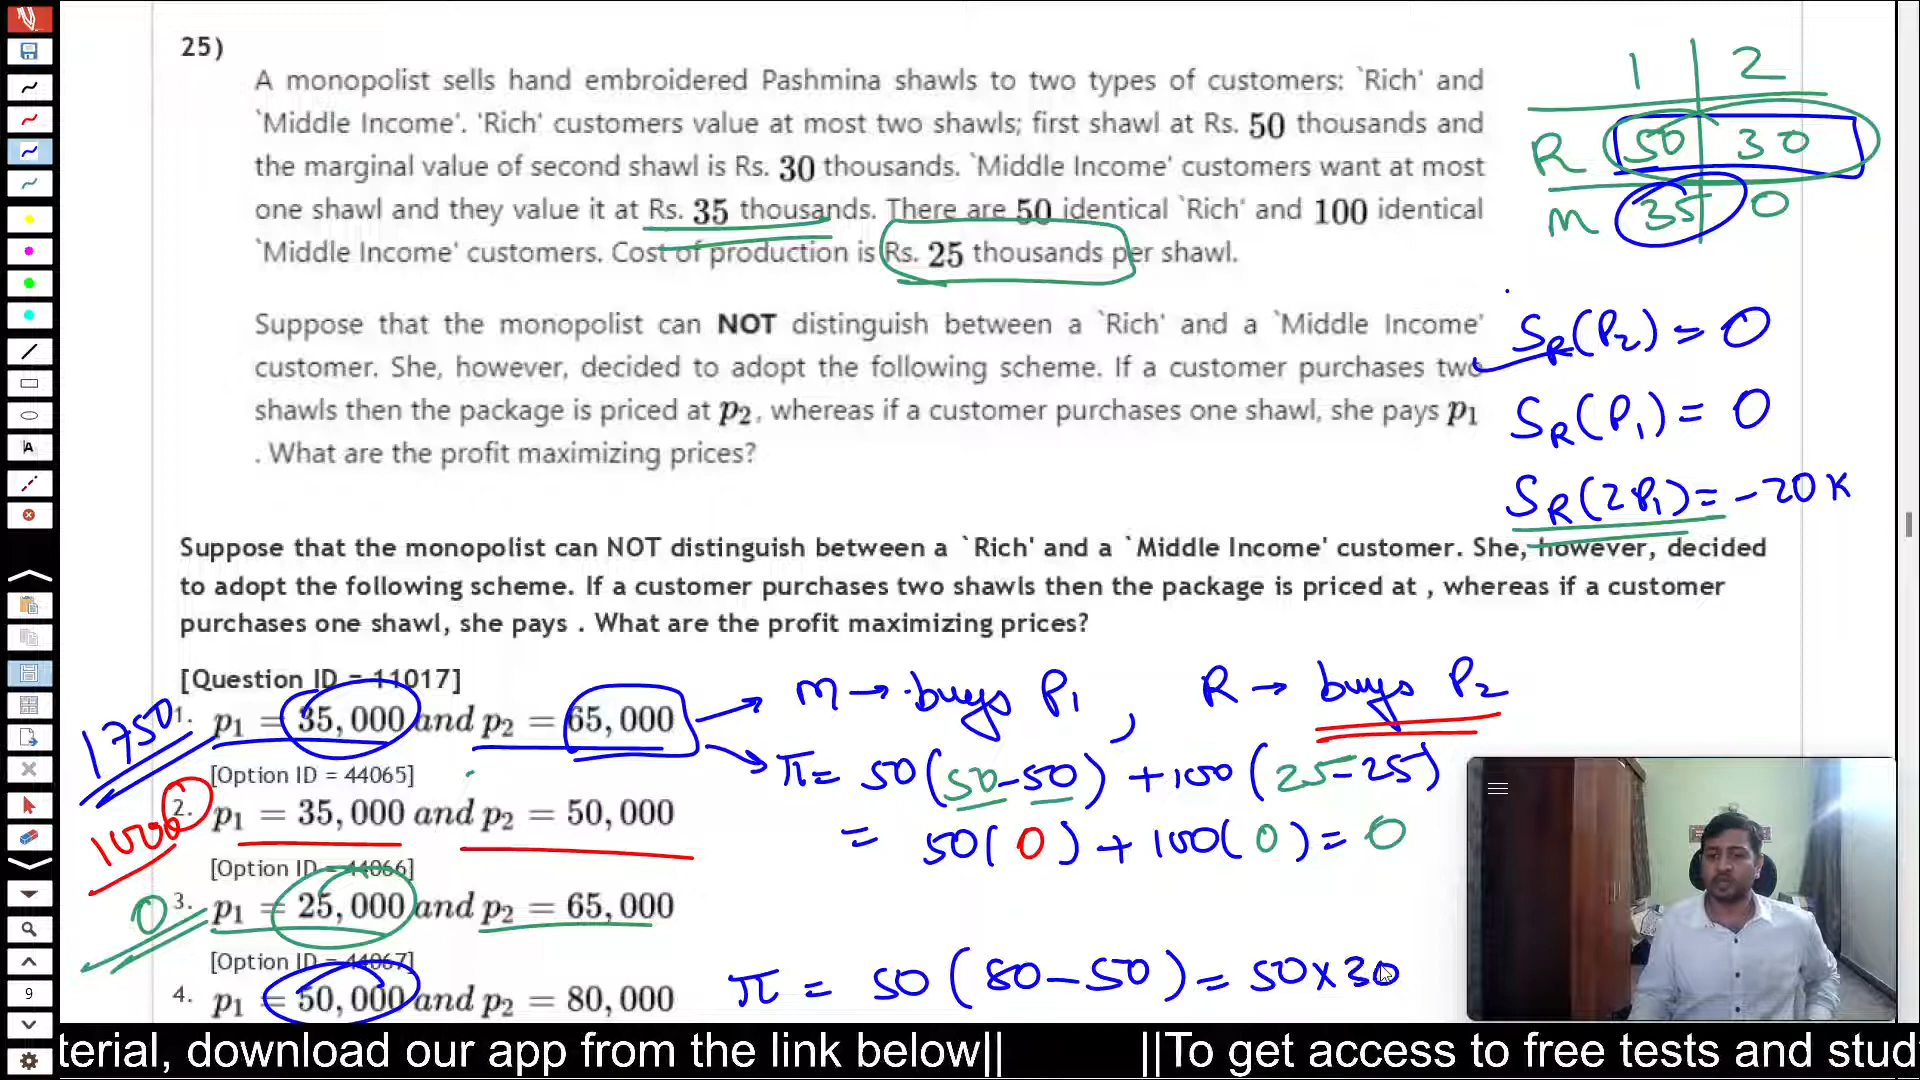 25)
A monopolist sells hand embroidered Pashmina shawls to two types of customers: `Rich' and
`Middle Income'. 'Rich' customers value at most two shawls; first shawl at Rs. 50 thousands and
the marginal value of second shawl is Rs. 30 thousands. `Middle Income' customers want at most
one shawl and they value it at Rs. 35 thousands. There are 50 identical `Rich' and 100 identical
`Middle Income' customers. Cost of production is Rs. 25 thousands per shawl.
1 2
R 50 30
M 35 0
Suppose that the monopolist can NOT distinguish between a `Rich' and a `Middle Income'
customer. She, however, decided to adopt the following scheme. If a customer purchases two
shawls then the package is priced at p2, whereas if a customer purchases one shawl, she pays p1
. What are the profit maximizing prices?
SR(P2) = 0
SR(P1) = 0
SR(2P1) = -20K
Suppose that the monopolist can NOT distinguish between a `Rich' and a `Middle Income' customer. She, however, decided
to adopt the following scheme. If a customer purchases two shawls then the package is priced at , whereas if a customer
purchases one shawl, she pays . What are the profit maximizing prices?
[Question ID = 11017]
1750
1. p1 = 35,000 and p2 = 65,000
M → buys P1, R → buys P2
[Option ID = 44065]
π = 50(50-50) + 100(25-25)
1000
2. p1 = 35,000 and p2 = 50,000
= 50(0) + 100(0) = 0
[Option ID = 44066]
0
3. p1 = 25,000 and p2 = 65,000
[Option ID = 44067]
4. p1 = 50,000 and p2 = 80,000
π = 50(80-50) = 50×30
9
terial, download our app from the link below|| ||To get access to free tests and stud